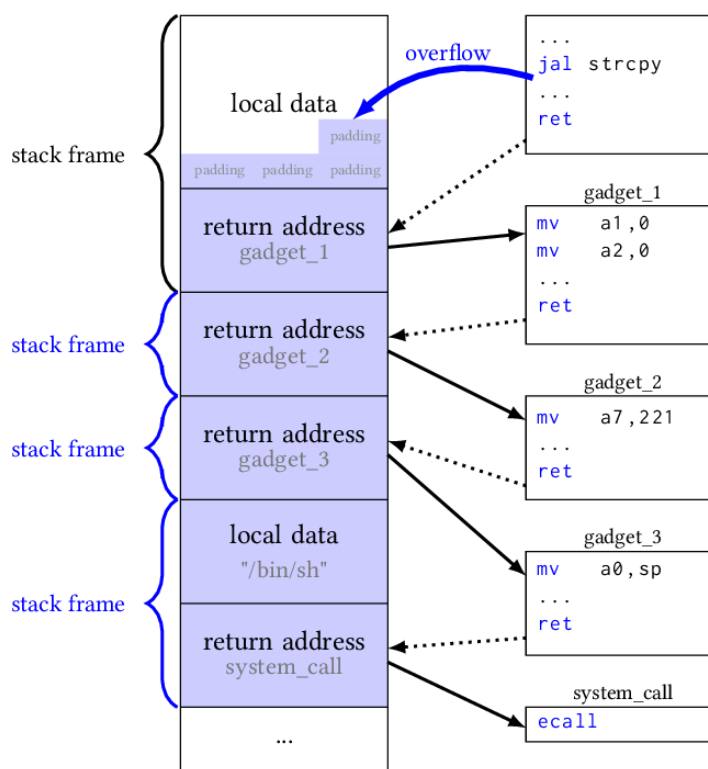 ...
overflow
jal strcpy
...
ret
local data
padding
padding padding padding
stack frame
return address
gadget_1
gadget_1
mv a1,0
mv a2,0
...
ret
stack frame
return address
gadget_2
gadget_2
mv a7,221
...
ret
stack frame
return address
gadget_3
gadget_3
mv a0,sp
...
ret
local data
"/bin/sh"
stack frame
return address
system_call
system_call
ecall
...